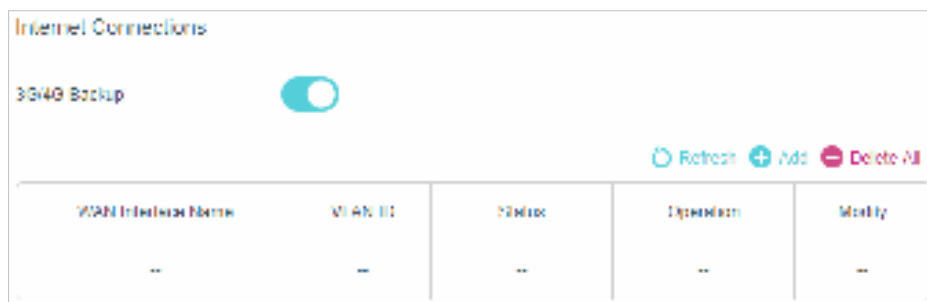 Internet Connections
3G/4G Backup
Refresh Add Delete All
WAN Interface Name VLAN ID Status Operation Modify
-- -- -- -- --